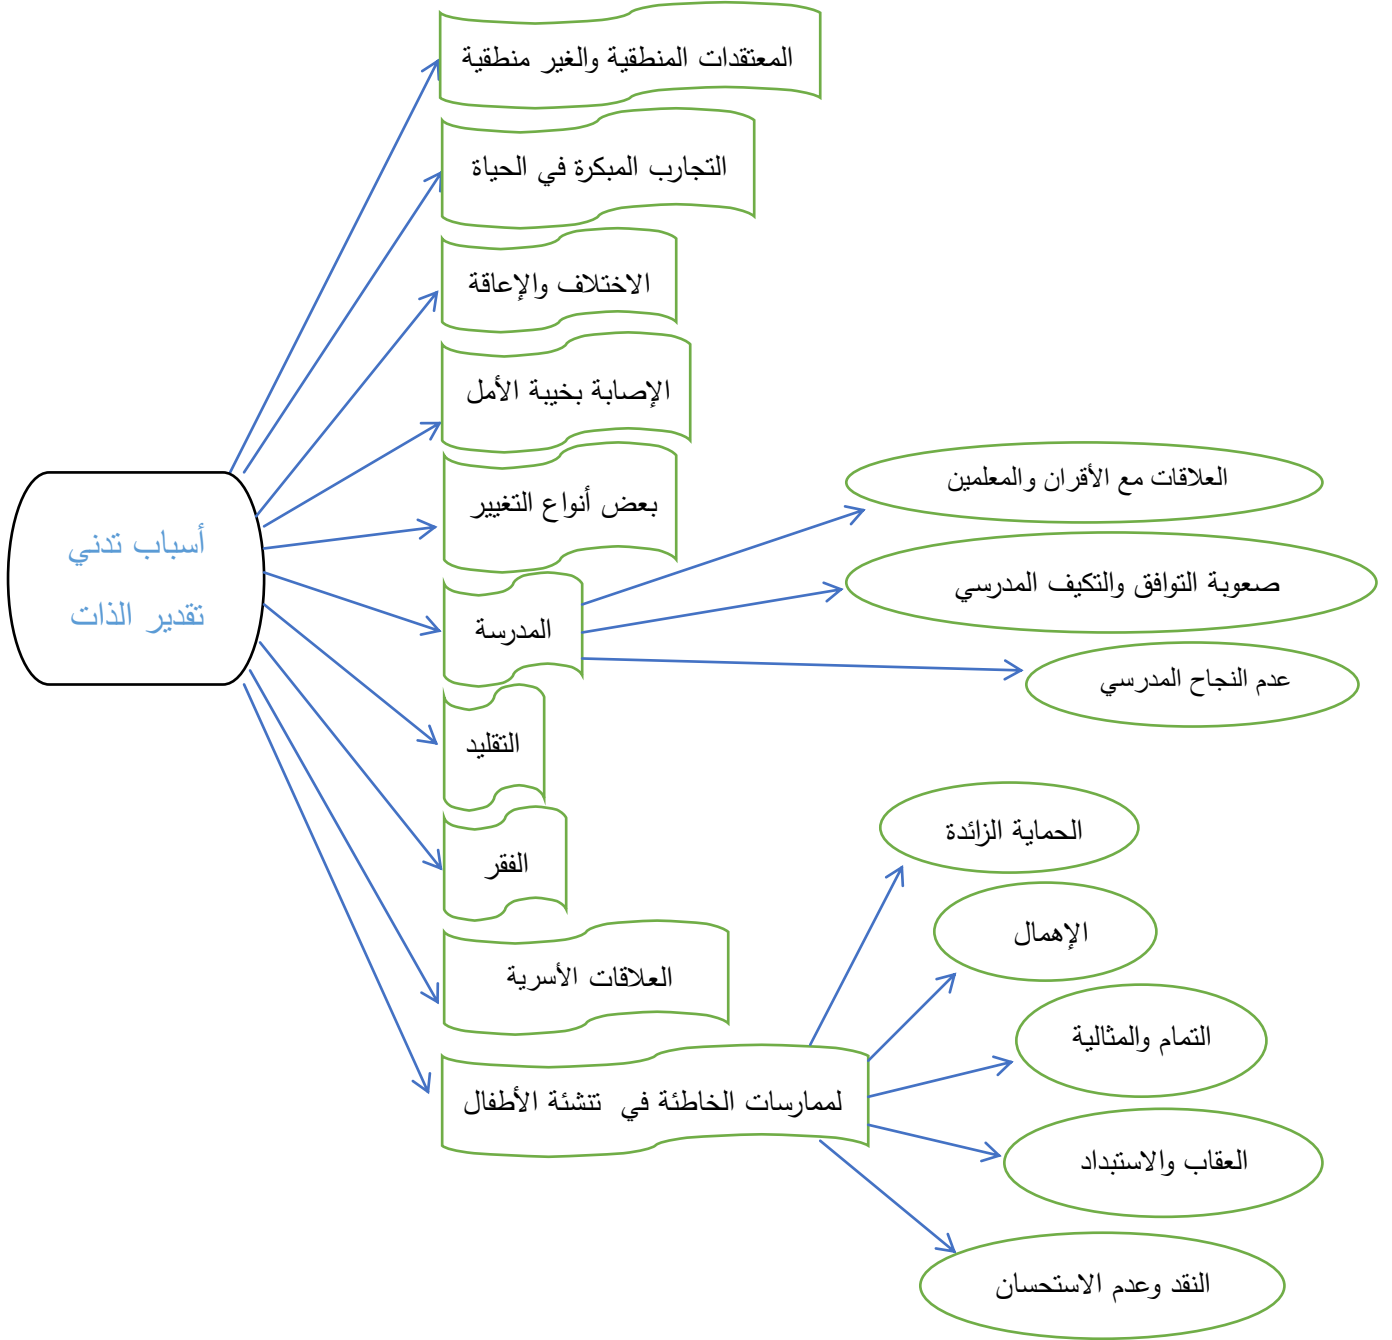 أسباب تدني
تقدير الذات
المعتقدات المنطقية والغير منطقية
التجارب المبكرة في الحياة
الاختلاف والإعاقة
الإصابة بخيبة الأمل
بعض أنواع التغيير
المدرسة
العلاقات مع الأقران والمعلمين
صعوبة التوافق والتكيف المدرسي
عدم النجاح المدرسي
التقليد
الفقر
العلاقات الأسرية
لممارسات الخاطئة في تتشئة الأطفال
الحماية الزائدة
الإهمال
التمام والمثالية
العقاب والاستبداد
النقد وعدم الاستحسان